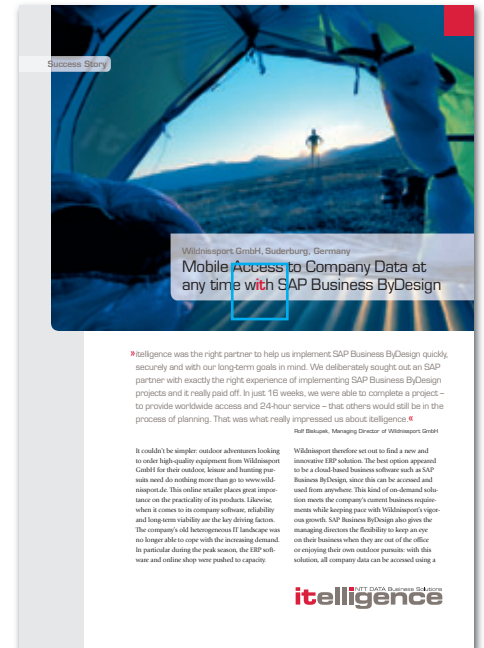 Success Story
Wildnissport GmbH, Suderburg, Germany
Mobile Access to Company Data at
any time with SAP Business ByDesign
»itelligence was the right partner to help us implement SAP Business ByDesign quickly,
securely and with our long-term goals in mind. We deliberately sought out an SAP
partner with exactly the right experience of implementing SAP Business ByDesign
projects and it really paid off. In just 16 weeks, we were able to complete a project –
to provide worldwide access and 24-hour service – that others would still be in the
process of planning. That was what really impressed us about itelligence.«
Rolf Biskupek, Managing Director of Wildnissport GmbH
It couldn't be simpler: outdoor adventurers looking
to order high-quality equipment from Wildnissport
GmbH for their outdoor, leisure and hunting pur-
suits need do nothing more than go to www.wild-
nissport.de. This online retailer places great impor-
tance on the practicality of its products. Likewise,
when it comes to its company software, reliability
and long-term viability are the key driving factors.
The company's old heterogeneous IT landscape was
no longer able to cope with the increasing demand.
In particular during the peak season, the ERP soft-
ware and online shop were pushed to capacity.
Wildnissport therefore set out to find a new and
innovative ERP solution. The best option appeared
to be a cloud-based business software such as SAP
Business ByDesign, since this can be accessed and
used from anywhere. This kind of on-demand solu-
tion meets the company's current business require-
ments while keeping pace with Wildnissport's vigor-
ous growth. SAP Business ByDesign also gives the
managing directors the flexibility to keep an eye
on their business when they are out of the office
or enjoying their own outdoor pursuits: with this
solution, all company data can be accessed using a
NTT DATA Business Solutions
itelligence